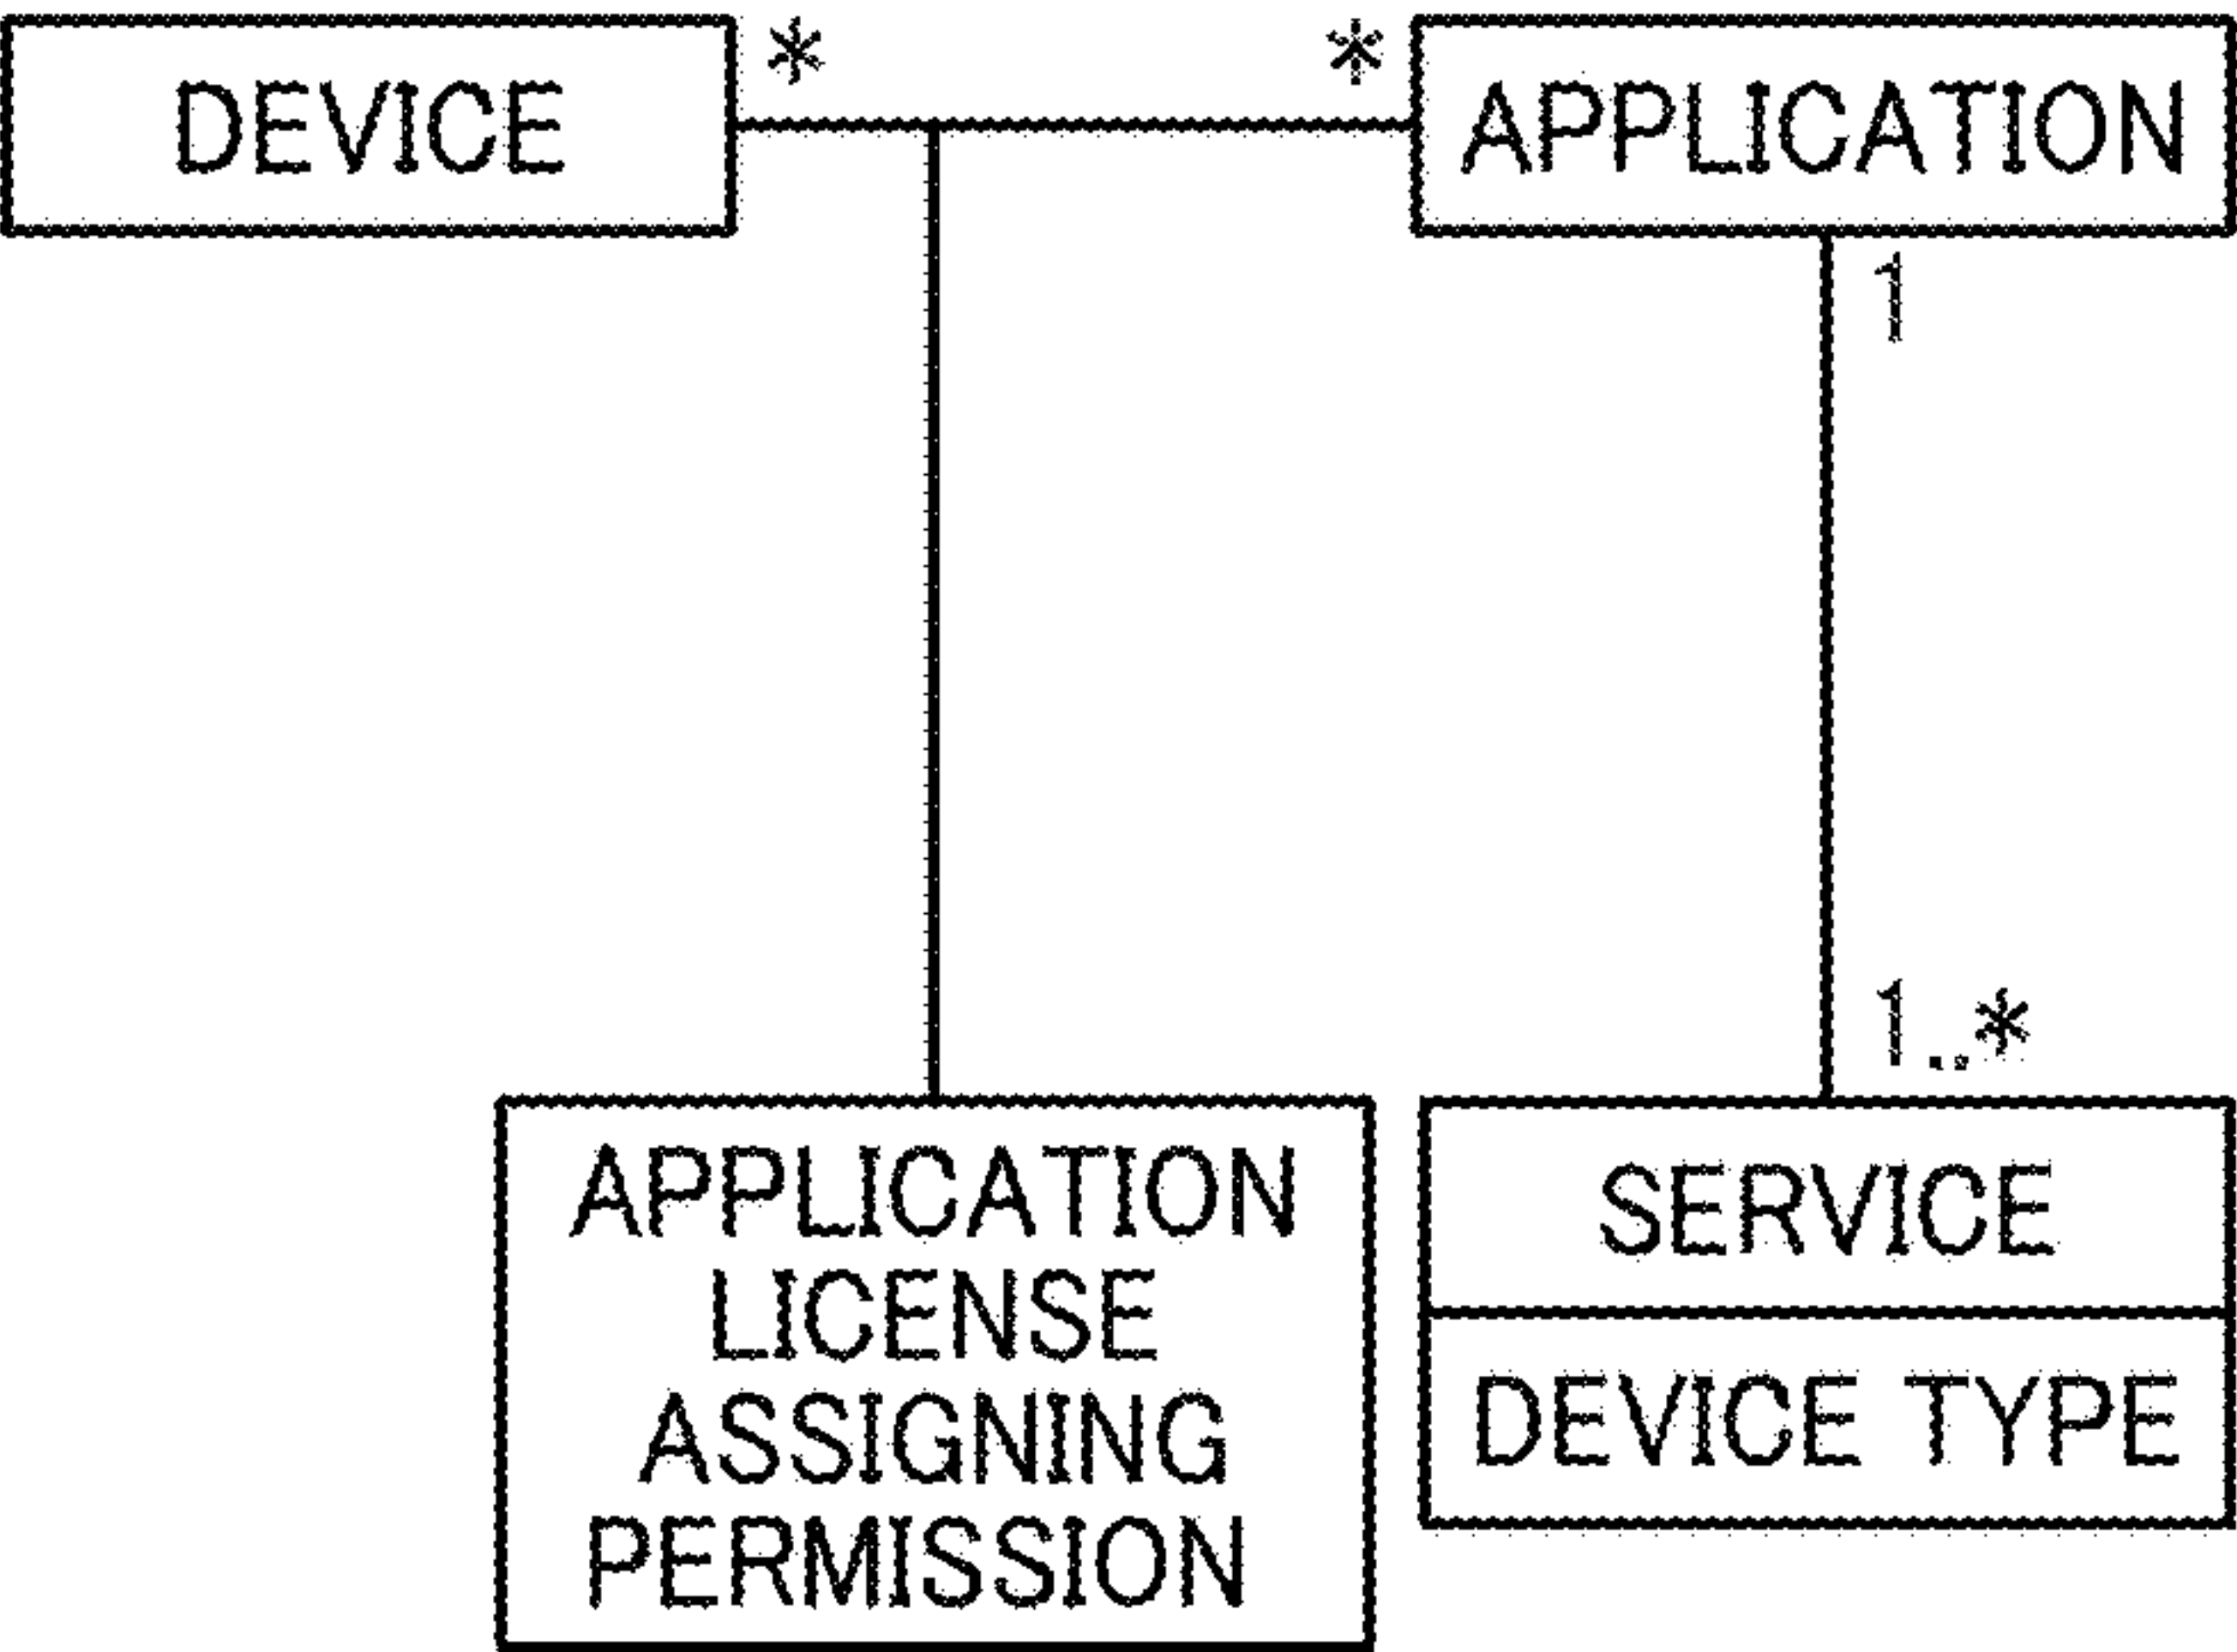 DEVICE
* *
APPLICATION
1
1..*
APPLICATION
LICENSE
ASSIGNING
PERMISSION
SERVICE
DEVICE TYPE